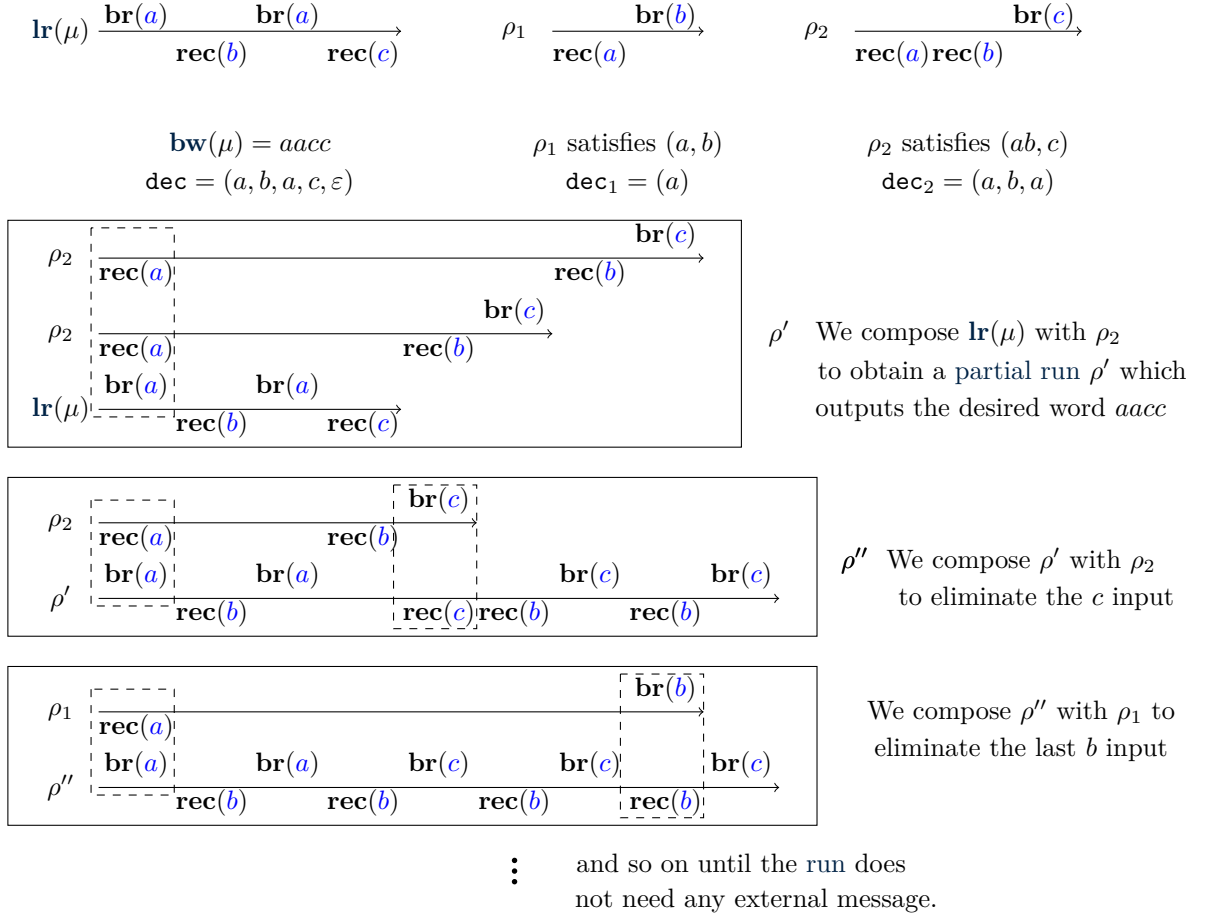 lr(μ) br(a) rec(b) br(a) rec(c) ρ₁ rec(a) br(b) ρ₂ rec(a) rec(b) br(c)
bw(μ) = aacc ρ₁ satisfies (a, b) ρ₂ satisfies (ab, c)
dec = (a, b, a, c, ε) dec₁ = (a) dec₂ = (a, b, a)
br(c)
ρ₂
rec(a) rec(b)
br(c)
ρ₂
rec(a) rec(b)
br(a) br(a)
lr(μ)
rec(b) rec(c)
ρ′ We compose lr(μ) with ρ₂
to obtain a partial run ρ′ which
outputs the desired word aacc
br(c)
ρ₂
rec(a) rec(b)
br(a) br(a) br(c) br(c)
ρ′
rec(b) rec(c) rec(b) rec(b)
ρ″ We compose ρ′ with ρ₂
to eliminate the c input
br(b)
ρ₁
rec(a)
br(a) br(a) br(c) br(c) br(c)
ρ″
rec(b) rec(b) rec(b) rec(b)
We compose ρ″ with ρ₁ to
eliminate the last b input
⋮ and so on until the run does
not need any external message.